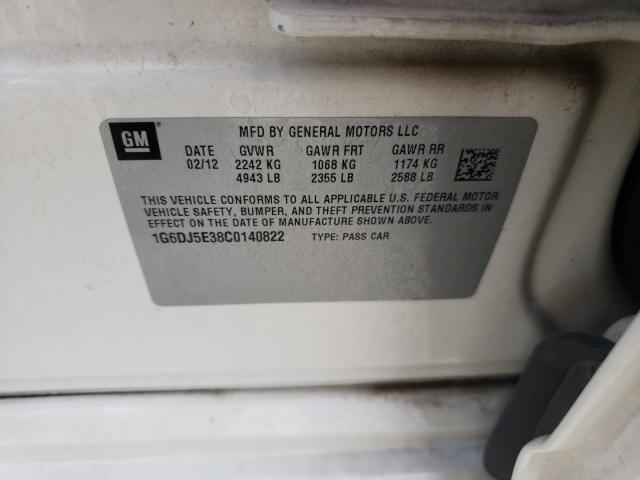 GM
MFD BY GENERAL MOTORS LLC
DATE GVWR GAWR FRT GAWR RR
02/12 2242 KG 1068 KG 1174 KG
4943 LB 2355 LB 2588 LB
THIS VEHICLE CONFORMS TO ALL APPLICABLE U.S. FEDERAL MOTOR
VEHICLE SAFETY, BUMPER, AND THEFT PREVENTION STANDARDS IN
EFFECT ON THE DATE OF MANUFACTURE SHOWN ABOVE.
1G6DJ5E38C0140822 TYPE: PASS CAR